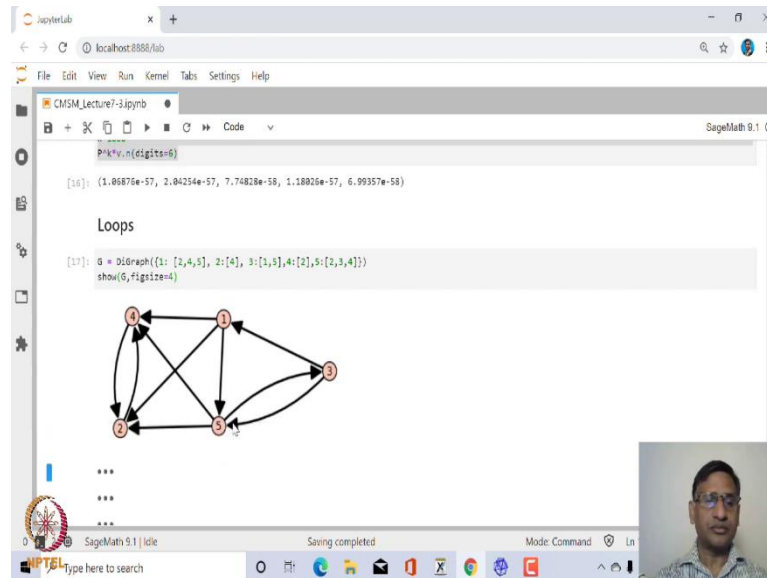 JupyterLab
localhost:8888/lab
File Edit View Run Kernel Tabs Settings Help
CMSM_Lecture7-3.ipynb
Code
SageMath 9.1
P^k*v.n(digits=6)
[16]: (1.06876e-57, 2.04254e-57, 7.74828e-58, 1.18026e-57, 6.99357e-58)
Loops
[17]: G = DiGraph({1: [2,4,5], 2:[4], 3:[1,5],4:[2],5:[2,3,4]})
show(G,figsize=4)
4 1
3
2 5
SageMath 9.1 | Idle
Saving completed
Mode: Command
Ln
NPTEL
Type here to search